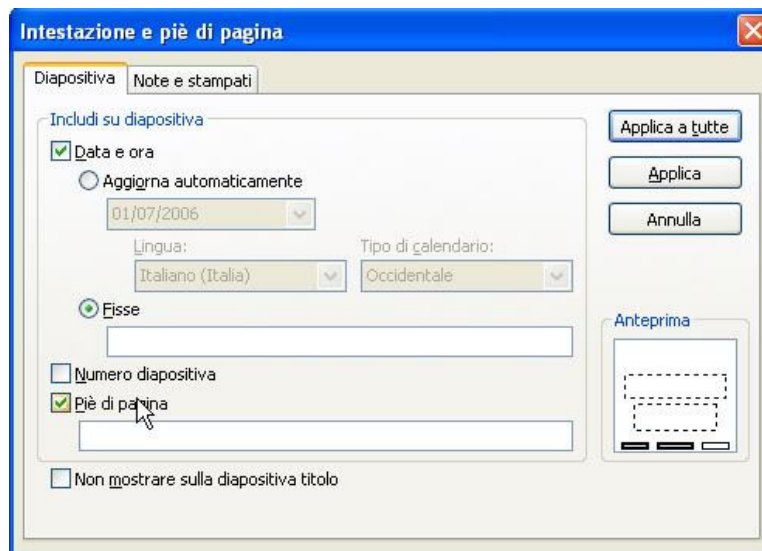 Intestazione e piè di pagina
Diapositiva Note e stampati
Includi su diapositiva
Data e ora
Aggiorna automaticamente
01/07/2006
Lingua: Tipo di calendario:
Italiano (Italia) Occidentale
Fisse
Numero diapositiva
Piè di pagina
Non mostrare sulla diapositiva titolo
Applica a tutte
Applica
Annulla
Anteprima